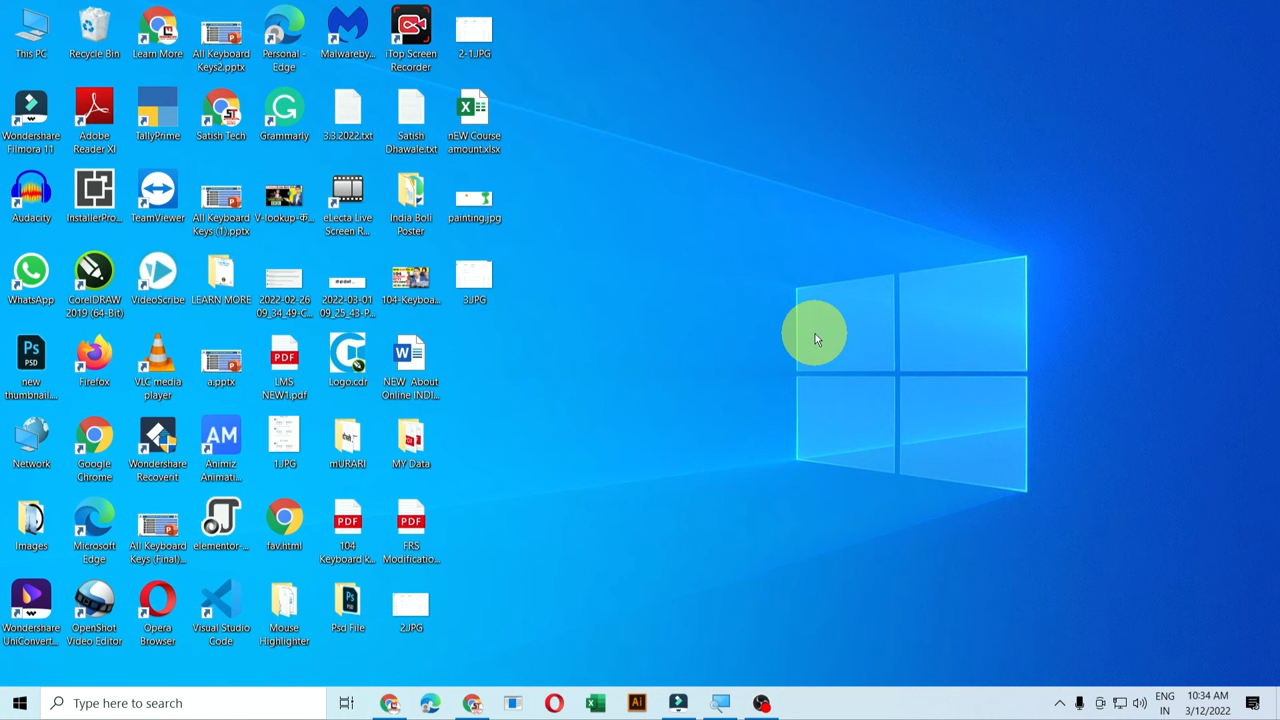 This PC
Recycle Bin
Learn More
All Keyboard
Keys2.pptx
Personal -
Edge
Malwareby...
iTop Screen
Recorder
2-1.JPG
Wondershare
Filmora 11
Adobe
Reader XI
TallyPrime
Satish Tech
Grammarly
3.3.2022.txt
Satish
Dhawale.txt
nEW Course
amount.xlsx
Audacity
InstallerPro...
TeamViewer
All Keyboard
Keys (1).pptx
V-lookup-क...
eLecta Live
Screen R...
India Boli
Poster
painting.jpg
WhatsApp
CorelDRAW
2019 (64-Bit)
VideoScribe
LEARN MORE
2022-02-26
09_34_49-C...
2022-03-01
09_25_43-P...
104-Keyboa...
3.JPG
Ps
PSD
new
thumbnail...
Firefox
VLC media
player
a.pptx
PDF
LMS
NEW1.pdf
Logo.cdr
NEW  About
Online INDI...
Network
Google
Chrome
Wondershare
Recoverit
AM
Animiz
Animati...
1.JPG
mURARI
MY Data
Images
Microsoft
Edge
All Keyboard
Keys (Final)...
elementor-...
fav.html
PDF
104
Keyboard k...
PDF
FRS
Modificatio...
Wondershare
UniConvert...
OpenShot
Video Editor
Opera
Browser
Visual Studio
Code
Mouse
Highlighter
Psd File
2.JPG
Type here to search
Ai
ENG
IN
10:34 AM
3/12/2022